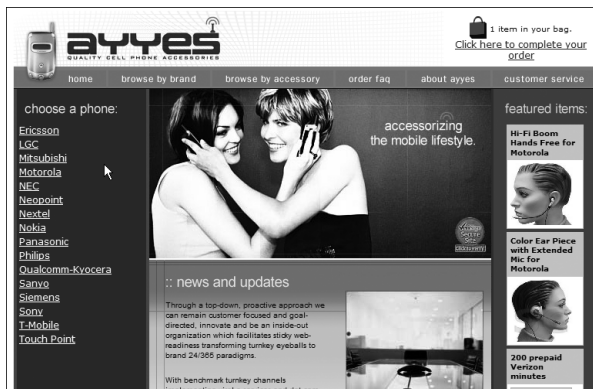 ayyes
QUALITY CELL PHONE ACCESSORIES
1 item in your bag.
Click here to complete your
order
home browse by brand browse by accessory order faq about ayyes customer service
choose a phone:
Ericsson
LGC
Mitsubishi
Motorola
NEC
Neopoint
Nextel
Nokia
Panasonic
Philips
Qualcomm-Kyocera
Sanyo
Siemens
Sony
T-Mobile
Touch Point
accessorizing
the mobile lifestyle.
:: news and updates
Through a top-down, proactive approach we
can remain customer focused and goal-
directed, innovate and be an inside-out
organization which facilitates sticky web-
readiness transforming turnkey eyeballs to
brand 24/365 paradigms.
With benchmark turnkey channels
featured items:
Hi-Fi Boom
Hands Free for
Motorola
Color Ear Piece
with Extended
Mic for
Motorola
200 prepaid
Verizon
minutes